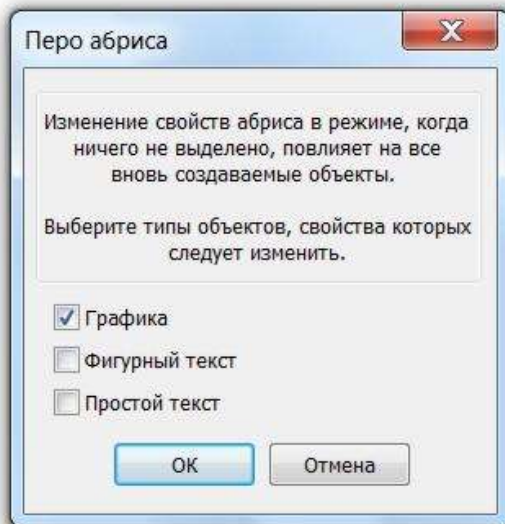 Перо абриса
Изменение свойств абриса в режиме, когда
ничего не выделено, повлияет на все
вновь создаваемые объекты.
Выберите типы объектов, свойства которых
следует изменить.
Графика
Фигурный текст
Простой текст
ОК
Отмена